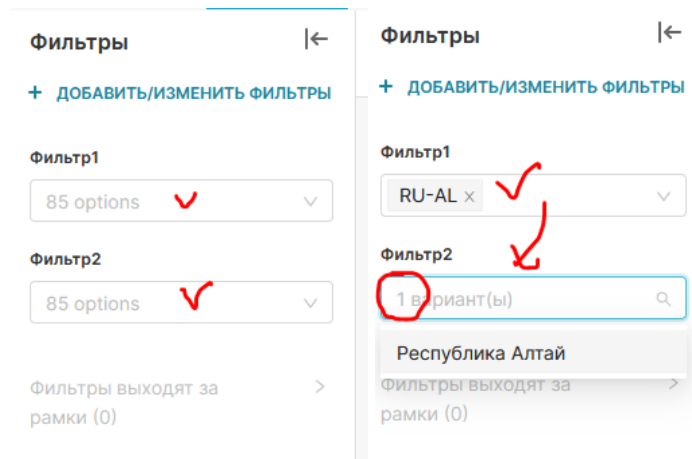 Фильтры
+ ДОБАВИТЬ/ИЗМЕНИТЬ ФИЛЬТРЫ
Фильтр1
85 options
Фильтр2
85 options
Фильтры выходят за
рамки (0)
Фильтры
+ ДОБАВИТЬ/ИЗМЕНИТЬ ФИЛЬТРЫ
Фильтр1
RU-AL ×
Фильтр2
1 вариант(ы)
Республика Алтай
Фильтры выходят за
рамки (0)